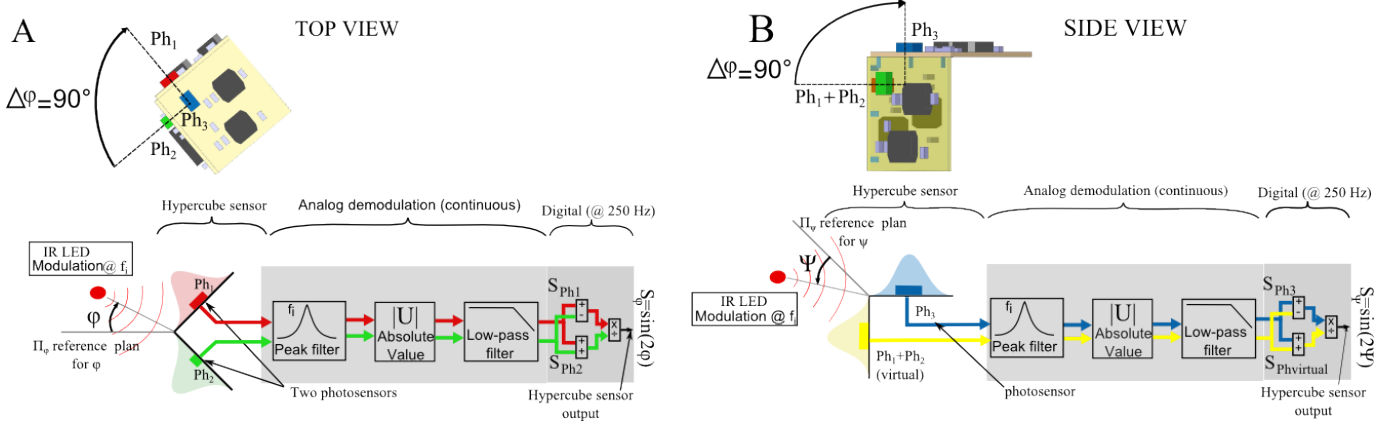 A
TOP VIEW
Ph1
Δφ=90°
Ph3
Ph2
Hypercube sensor
Analog demodulation (continuous)
Digital (@ 250 Hz)
IR LED
Modulation@ fi
φ
Πφ reference plan
for φ
Ph1
Ph2
Two photosensors
fi
Peak filter
|U|
Absolute
Value
Low-pass
filter
SPh1
+
-
+
+
SPh2
×
÷
Sφ=sin(2φ)
Hypercube sensor
output
B
SIDE VIEW
Ph3
Δφ=90°
Ph1+Ph2
Hypercube sensor
Analog demodulation (continuous)
Digital (@ 250 Hz)
Πψ reference plan
for ψ
Ψ
IR LED
Modulation @ fi
Ph3
Ph1+Ph2
(virtual)
photosensor
fi
Peak filter
|U|
Absolute
Value
Low-pass
filter
SPh3
+
-
+
+
SPhvirtual
×
÷
Sψ=sin(2Ψ)
Hypercube sensor
output